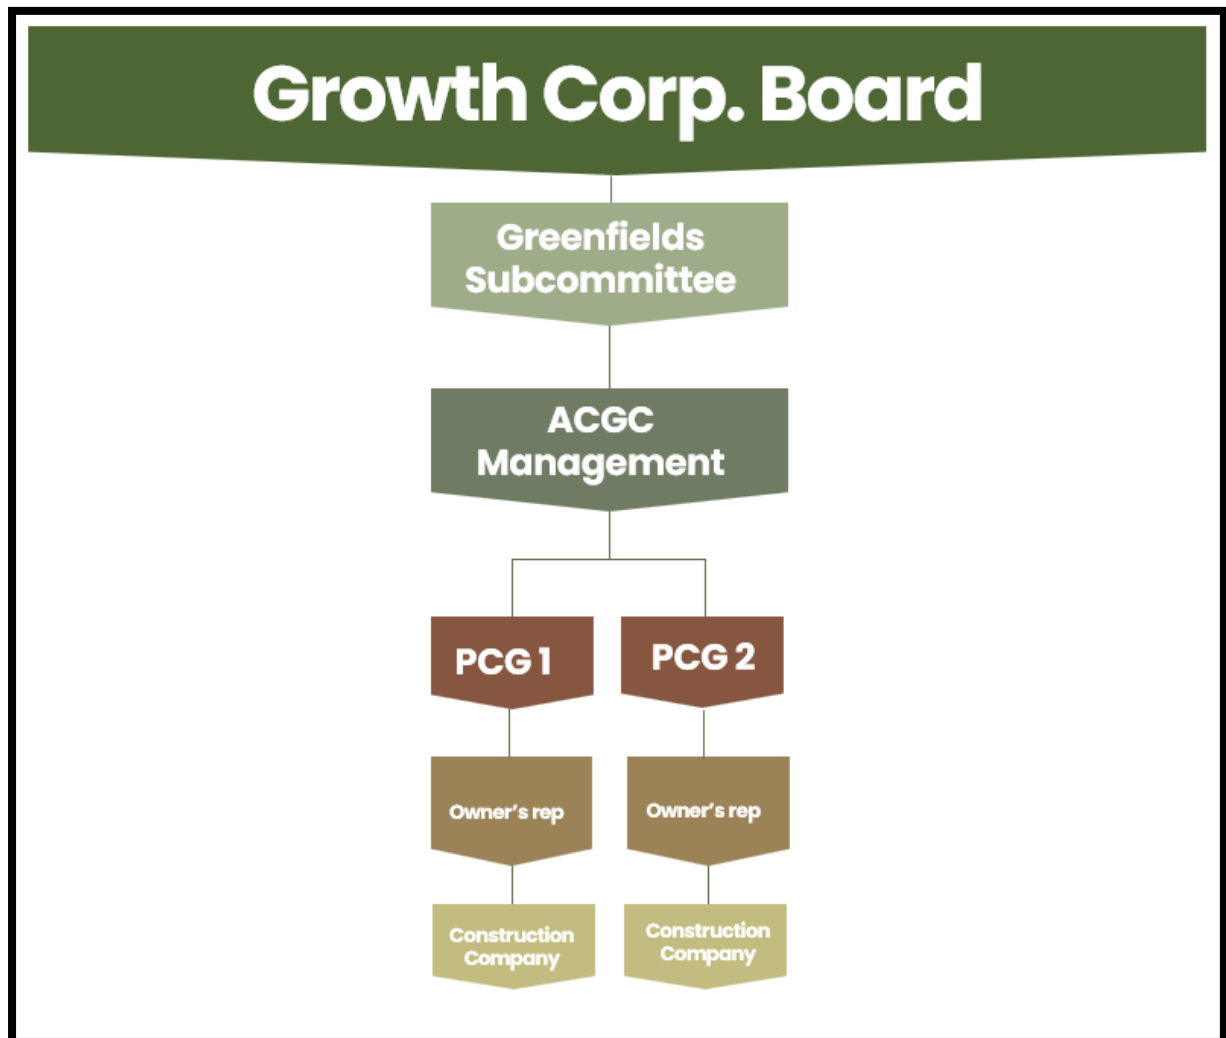 Growth Corp. Board
Greenfields
Subcommittee
ACGC
Management
PCG 1
PCG 2
Owner’s rep
Owner’s rep
Construction
Company
Construction
Company